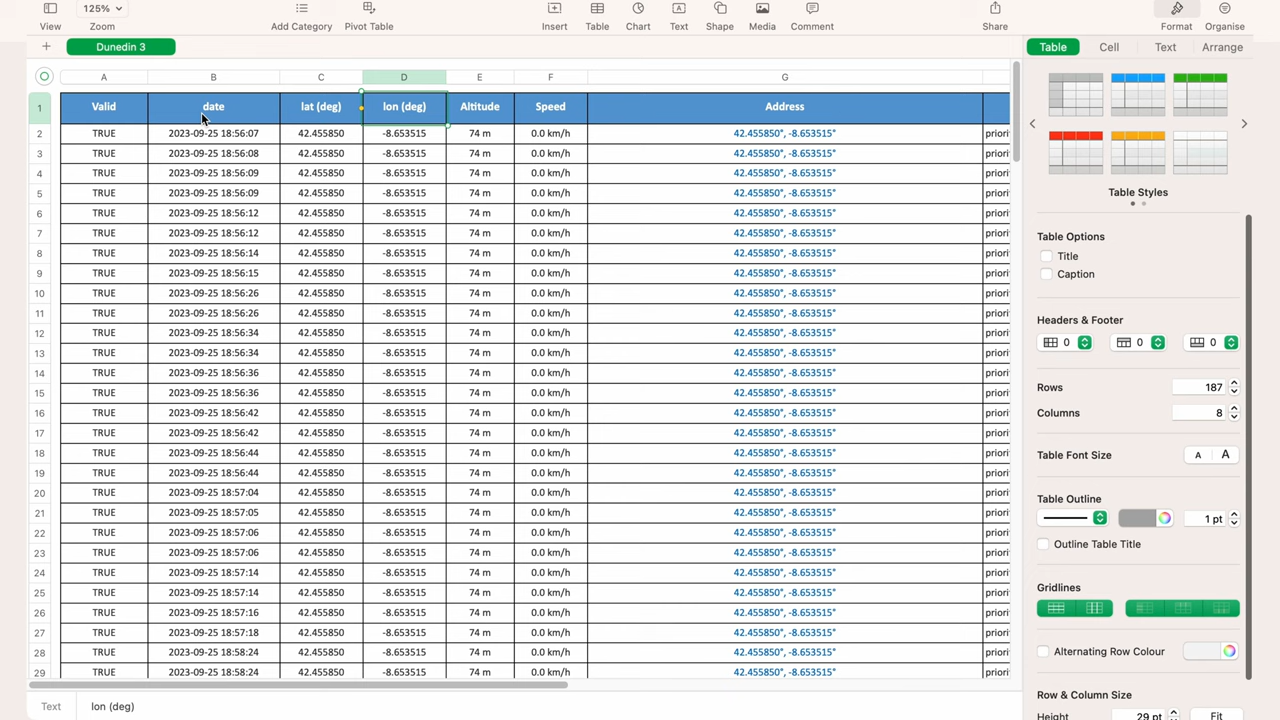 125%
View Zoom Add Category Pivot Table Insert Table Chart Text Shape Media Comment Share Format Organise
+ Dunedin 3 Table Cell Text Arrange
A B C D E F G
1 Valid date lat (deg) lon (deg) Altitude Speed Address
2 TRUE 2023-09-25 18:56:07 42.455850 -8.653515 74 m 0.0 km/h 42.455850°, -8.653515° priori
3 TRUE 2023-09-25 18:56:08 42.455850 -8.653515 74 m 0.0 km/h 42.455850°, -8.653515° priori
4 TRUE 2023-09-25 18:56:09 42.455850 -8.653515 74 m 0.0 km/h 42.455850°, -8.653515° priori
5 TRUE 2023-09-25 18:56:09 42.455850 -8.653515 74 m 0.0 km/h 42.455850°, -8.653515° priori
6 TRUE 2023-09-25 18:56:12 42.455850 -8.653515 74 m 0.0 km/h 42.455850°, -8.653515° priori
7 TRUE 2023-09-25 18:56:12 42.455850 -8.653515 74 m 0.0 km/h 42.455850°, -8.653515° priori
8 TRUE 2023-09-25 18:56:14 42.455850 -8.653515 74 m 0.0 km/h 42.455850°, -8.653515° priori
9 TRUE 2023-09-25 18:56:15 42.455850 -8.653515 74 m 0.0 km/h 42.455850°, -8.653515° priori
10 TRUE 2023-09-25 18:56:26 42.455850 -8.653515 74 m 0.0 km/h 42.455850°, -8.653515° priori
11 TRUE 2023-09-25 18:56:26 42.455850 -8.653515 74 m 0.0 km/h 42.455850°, -8.653515° priori
12 TRUE 2023-09-25 18:56:34 42.455850 -8.653515 74 m 0.0 km/h 42.455850°, -8.653515° priori
13 TRUE 2023-09-25 18:56:34 42.455850 -8.653515 74 m 0.0 km/h 42.455850°, -8.653515° priori
14 TRUE 2023-09-25 18:56:36 42.455850 -8.653515 74 m 0.0 km/h 42.455850°, -8.653515° priori
15 TRUE 2023-09-25 18:56:36 42.455850 -8.653515 74 m 0.0 km/h 42.455850°, -8.653515° priori
16 TRUE 2023-09-25 18:56:42 42.455850 -8.653515 74 m 0.0 km/h 42.455850°, -8.653515° priori
17 TRUE 2023-09-25 18:56:42 42.455850 -8.653515 74 m 0.0 km/h 42.455850°, -8.653515° priori
18 TRUE 2023-09-25 18:56:44 42.455850 -8.653515 74 m 0.0 km/h 42.455850°, -8.653515° priori
19 TRUE 2023-09-25 18:56:44 42.455850 -8.653515 74 m 0.0 km/h 42.455850°, -8.653515° priori
20 TRUE 2023-09-25 18:57:04 42.455850 -8.653515 74 m 0.0 km/h 42.455850°, -8.653515° priori
21 TRUE 2023-09-25 18:57:05 42.455850 -8.653515 74 m 0.0 km/h 42.455850°, -8.653515° priori
22 TRUE 2023-09-25 18:57:06 42.455850 -8.653515 74 m 0.0 km/h 42.455850°, -8.653515° priori
23 TRUE 2023-09-25 18:57:06 42.455850 -8.653515 74 m 0.0 km/h 42.455850°, -8.653515° priori
24 TRUE 2023-09-25 18:57:14 42.455850 -8.653515 74 m 0.0 km/h 42.455850°, -8.653515° priori
25 TRUE 2023-09-25 18:57:14 42.455850 -8.653515 74 m 0.0 km/h 42.455850°, -8.653515° priori
26 TRUE 2023-09-25 18:57:16 42.455850 -8.653515 74 m 0.0 km/h 42.455850°, -8.653515° priori
27 TRUE 2023-09-25 18:57:18 42.455850 -8.653515 74 m 0.0 km/h 42.455850°, -8.653515° priori
28 TRUE 2023-09-25 18:58:24 42.455850 -8.653515 74 m 0.0 km/h 42.455850°, -8.653515° priori
29 TRUE 2023-09-25 18:58:24 42.455850 -8.653515 74 m 0.0 km/h 42.455850°, -8.653515° priori
Text lon (deg)
Table Styles
Table Options
Title
Caption
Headers & Footer
0 0 0
Rows 187
Columns 8
Table Font Size A A
Table Outline
1 pt
Outline Table Title
Gridlines
Alternating Row Colour
Row & Column Size
Height 29 pt Fit